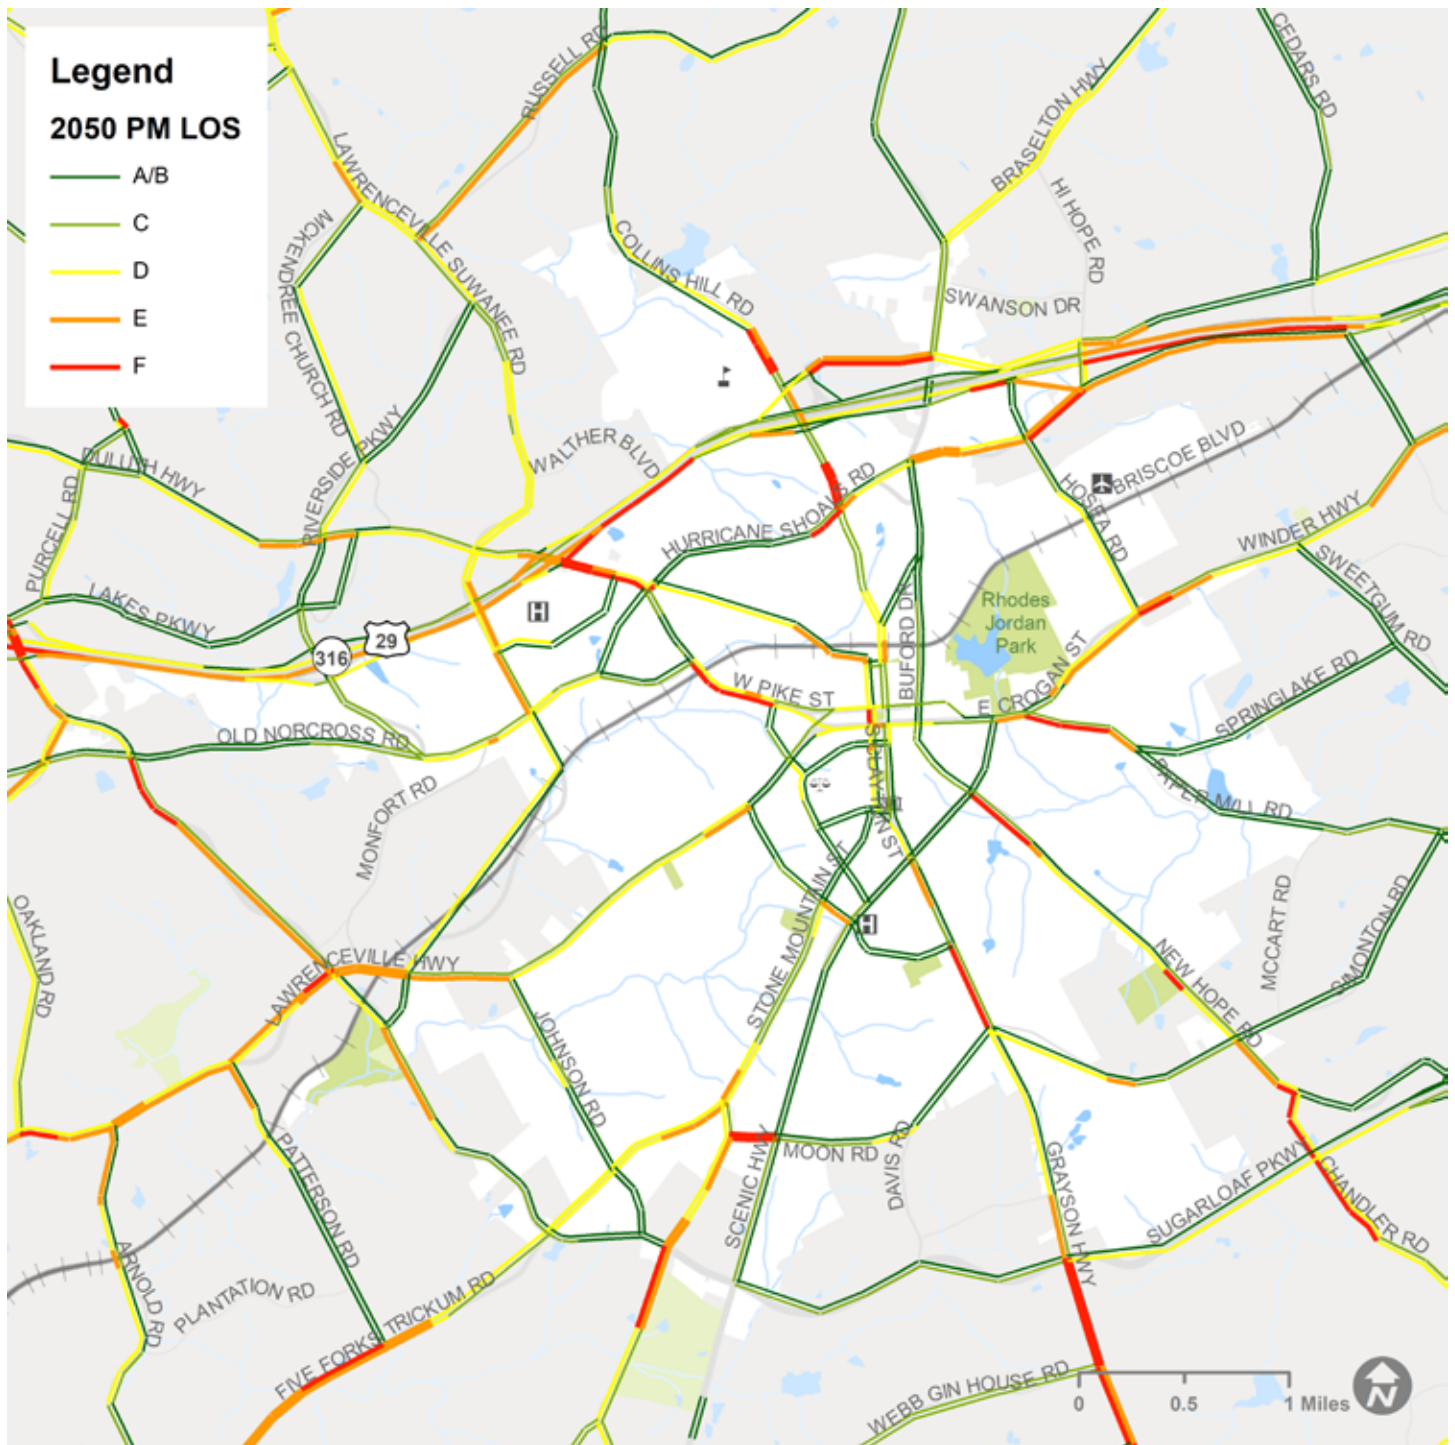 Legend
2050 PM LOS
A/B
C
D
E
F
RUSSELL RD
CEDARS RD
BRASELTON HWY
LAWRENCEVILLE SUWANEE RD
HI HOPE RD
MCKENDREE CHURCH RD
COLLINS HILL RD
SWANSON DR
RIVERSIDE PKWY
WALTHER BLVD
DULUTH HWY
PURCELL RD
HURRICANE SHOALS RD
HOSEA RD
BRISCOE BLVD
WINDER HWY
SWEETGUM RD
LAKES PKWY
H
29
316
Rhodes
Jordan
Park
BUFORD DR
W PIKE ST
E CROGAN ST
SPRINGLAKE RD
OLD NORCROSS RD
S CLAYTON ST
PAPER MILL RD
MONFORT RD
STONE MOUNTAIN ST
H
MCCART RD
SIMONTON RD
OAKLAND RD
LAWRENCEVILLE HWY
NEW HOPE RD
JOHNSON RD
PATTERSON RD
MOON RD
DAVIS RD
SCENIC HWY
GRAYSON HWY
SUGARLOAF PKWY
CHANDLER RD
ARNOLD RD
PLANTATION RD
FIVE FORKS TRICKUM RD
WEBB GIN HOUSE RD
0 0.5 1 Miles
N